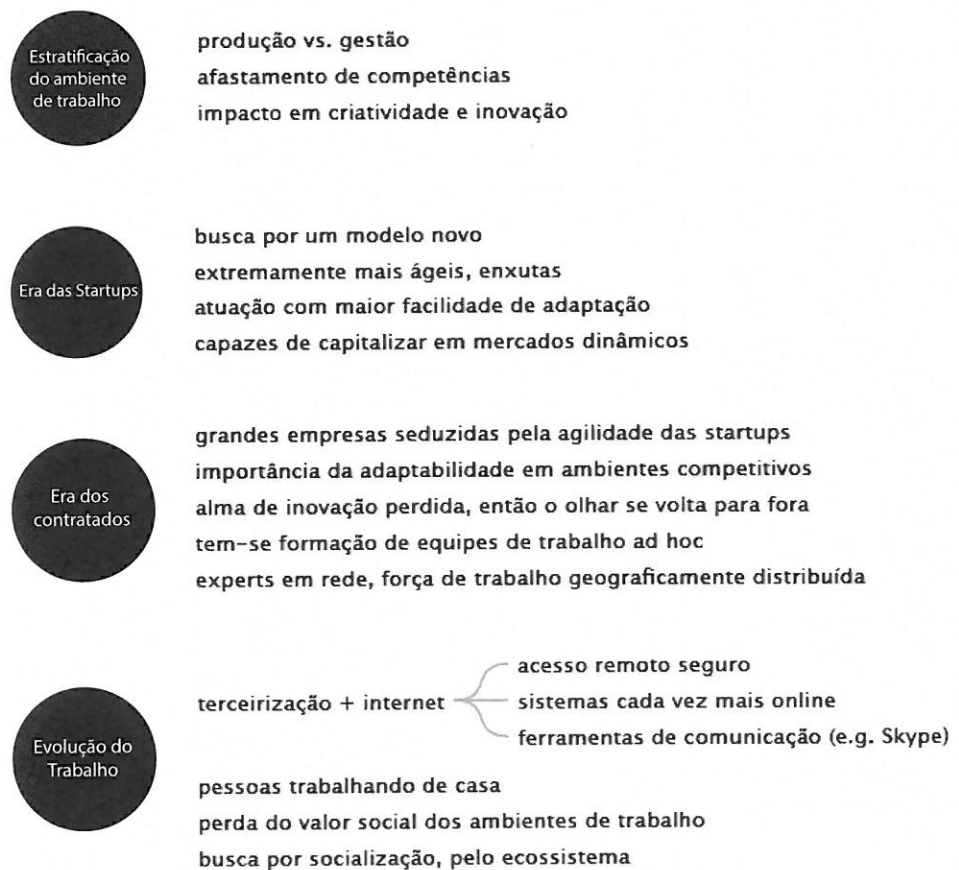 Estratificação
do ambiente
de trabalho
produção vs. gestão
afastamento de competências
impacto em criatividade e inovação
Era das Startups
busca por um modelo novo
extremamente mais ágeis, enxutas
atuação com maior facilidade de adaptação
capazes de capitalizar em mercados dinâmicos
Era dos
contratados
grandes empresas seduzidas pela agilidade das startups
importância da adaptabilidade em ambientes competitivos
alma de inovação perdida, então o olhar se volta para fora
tem-se formação de equipes de trabalho ad hoc
experts em rede, força de trabalho geograficamente distribuída
Evolução do
Trabalho
terceirização + internet
acesso remoto seguro
sistemas cada vez mais online
ferramentas de comunicação (e.g. Skype)
pessoas trabalhando de casa
perda do valor social dos ambientes de trabalho
busca por socialização, pelo ecossistema